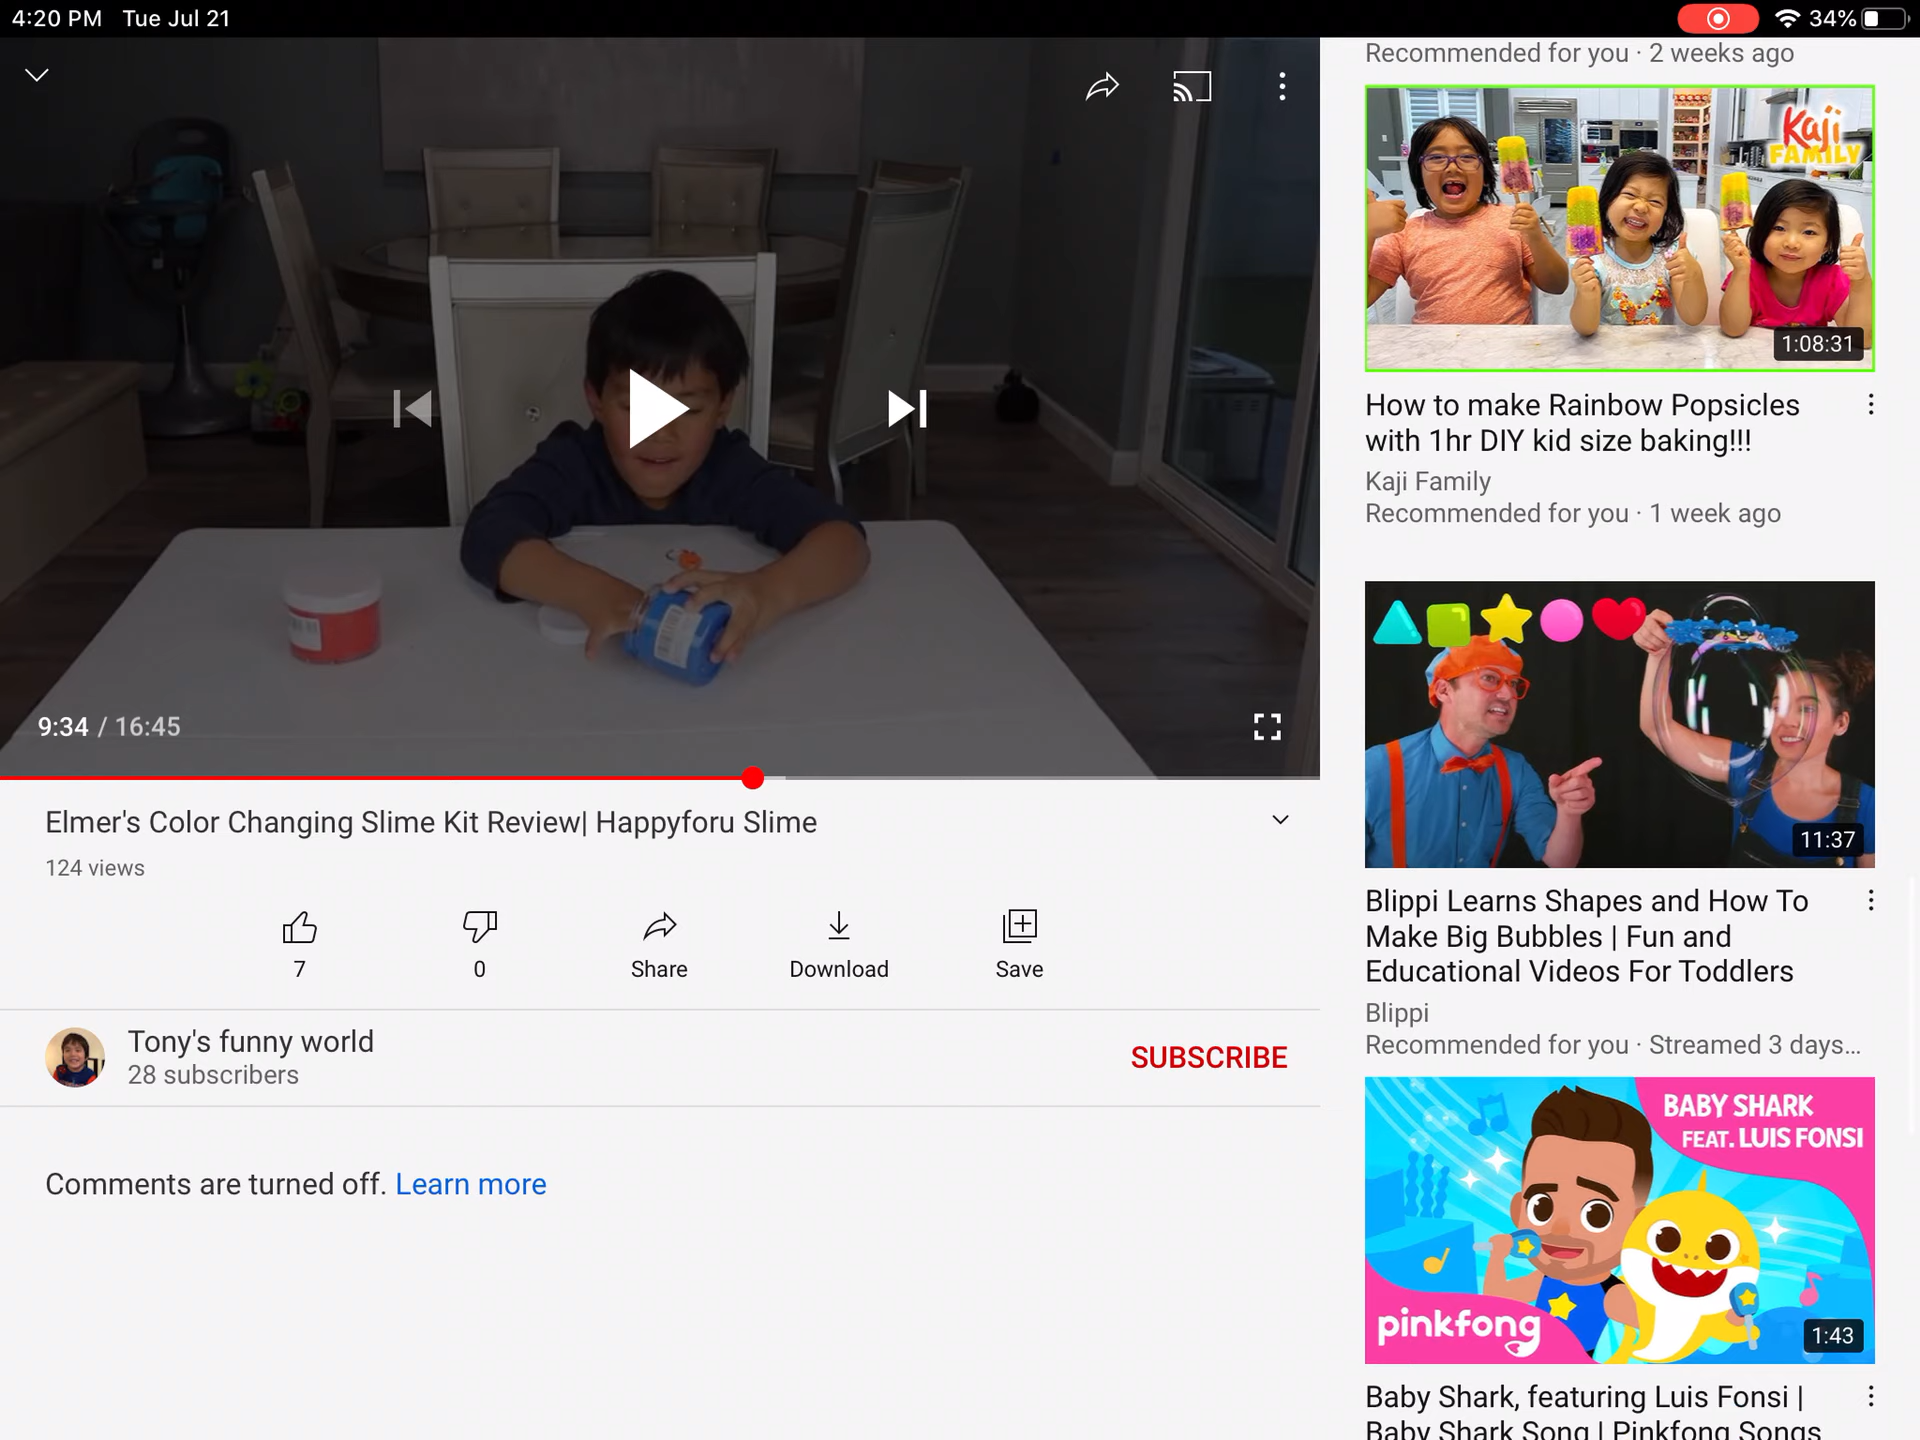 4:20 PM Tue Jul 21
34%
Recommended for you · 2 weeks ago
Kaji
FAMILY
1:08:31
How to make Rainbow Popsicles
with 1hr DIY kid size baking!!!
Kaji Family
Recommended for you · 1 week ago
9:34 / 16:45
Elmer's Color Changing Slime Kit Review| Happyforu Slime
124 views
7
0
Share
Download
Save
Tony's funny world
28 subscribers
SUBSCRIBE
Comments are turned off. Learn more
11:37
Blippi Learns Shapes and How To
Make Big Bubbles | Fun and
Educational Videos For Toddlers
Blippi
Recommended for you · Streamed 3 days...
BABY SHARK
FEAT. LUIS FONSI
pinkfong
1:43
Baby Shark, featuring Luis Fonsi |
Baby Shark Song | Pinkfong Songs